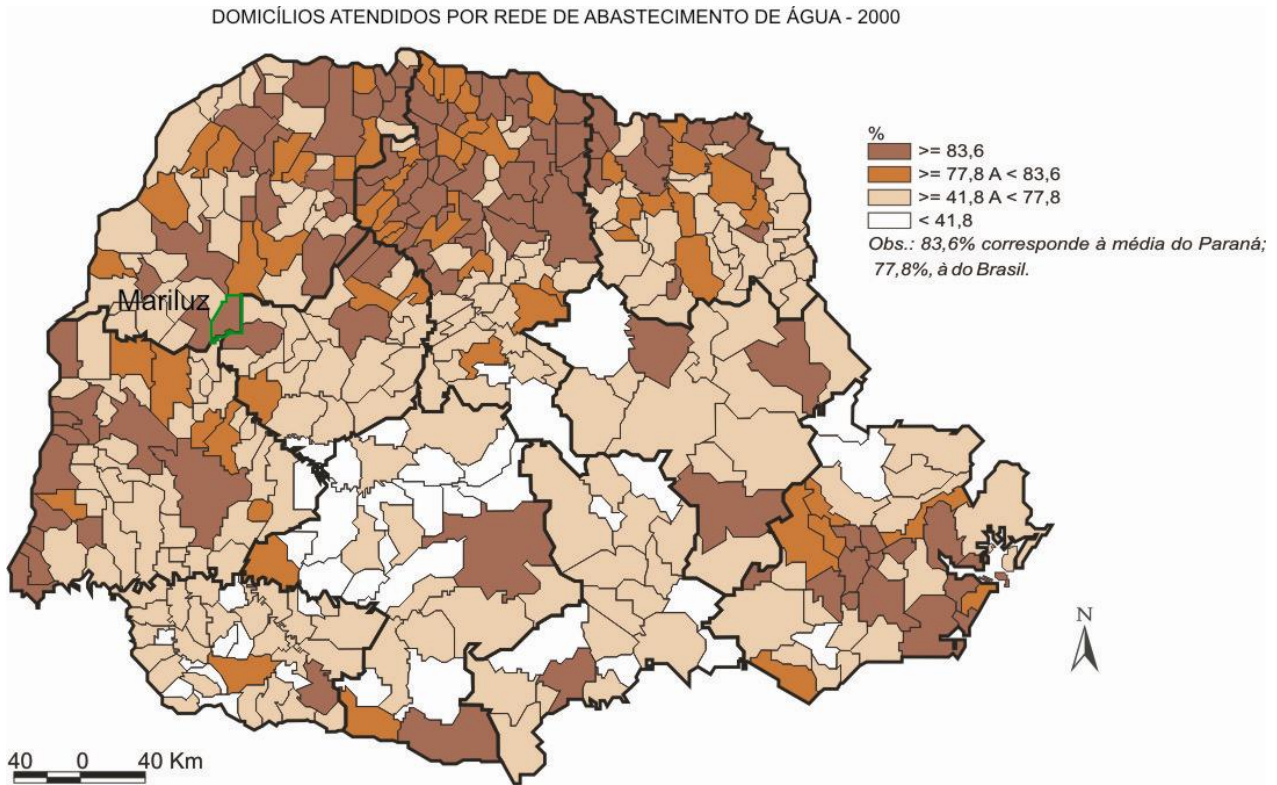 DOMICÍLIOS ATENDIDOS POR REDE DE ABASTECIMENTO DE ÁGUA - 2000
%
>= 83,6
>= 77,8 A < 83,6
>= 41,8 A < 77,8
< 41,8
Obs.: 83,6% corresponde à média do Paraná;
77,8%, à do Brasil.
Mariluz
N
40 0 40 Km